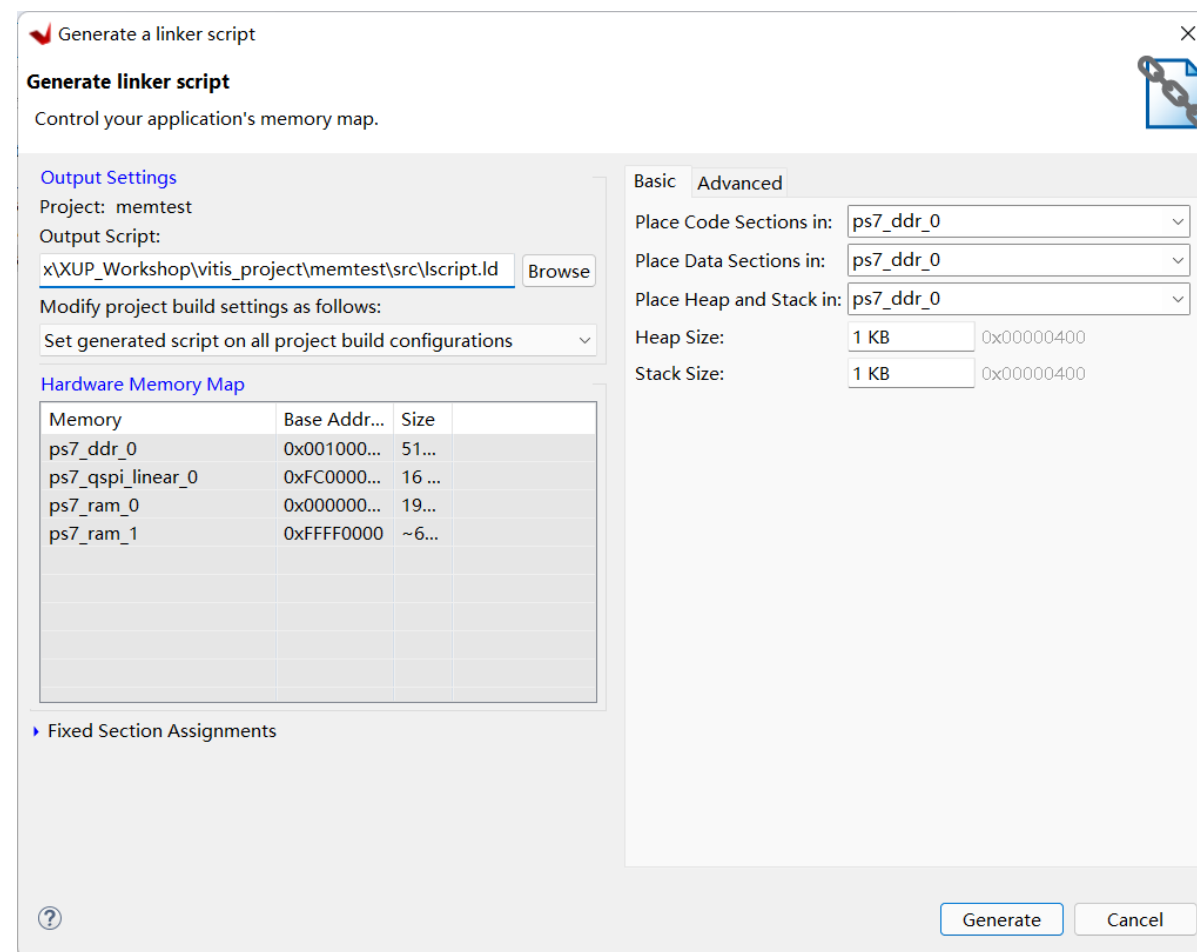 Generate a linker script
Generate linker script
Control your application's memory map.
Output Settings
Project: memtest
Output Script:
x\XUP_Workshop\vitis_project\memtest\src\lscript.ld Browse
Modify project build settings as follows:
Set generated script on all project build configurations
Hardware Memory Map
Memory Base Addr... Size
ps7_ddr_0 0x001000... 51...
ps7_qspi_linear_0 0xFC0000... 16 ...
ps7_ram_0 0x000000... 19...
ps7_ram_1 0xFFFF0000 ~6...
Fixed Section Assignments
Basic Advanced
Place Code Sections in: ps7_ddr_0
Place Data Sections in: ps7_ddr_0
Place Heap and Stack in: ps7_ddr_0
Heap Size: 1 KB 0x00000400
Stack Size: 1 KB 0x00000400
? Generate Cancel